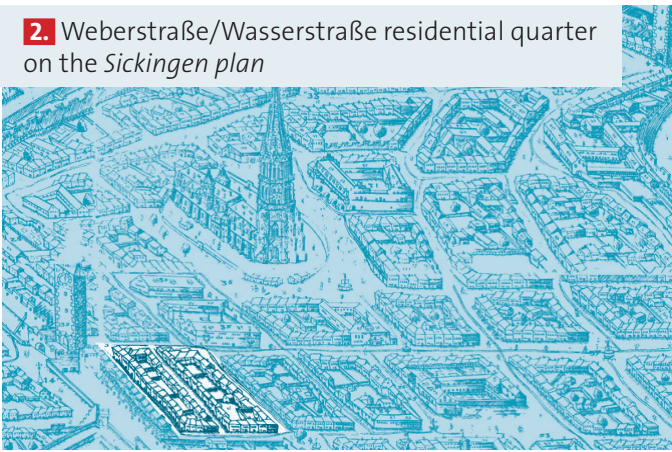 2. Weberstraße/Wasserstraße residential quarter
on the Sickingen plan